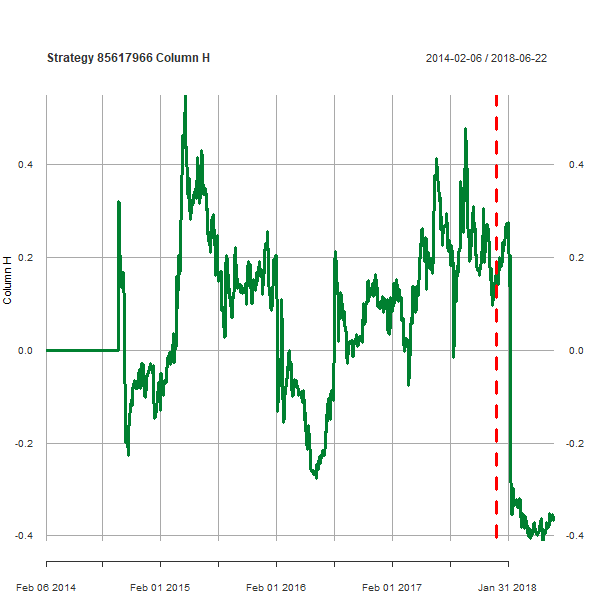 Strategy 85617966 Column H
2014-02-06 / 2018-06-22
Column H
0.4
0.4
0.2
0.2
0.0
0.0
-0.2
-0.2
-0.4
-0.4
Feb 06 2014
Feb 01 2015
Feb 01 2016
Feb 01 2017
Jan 31 2018